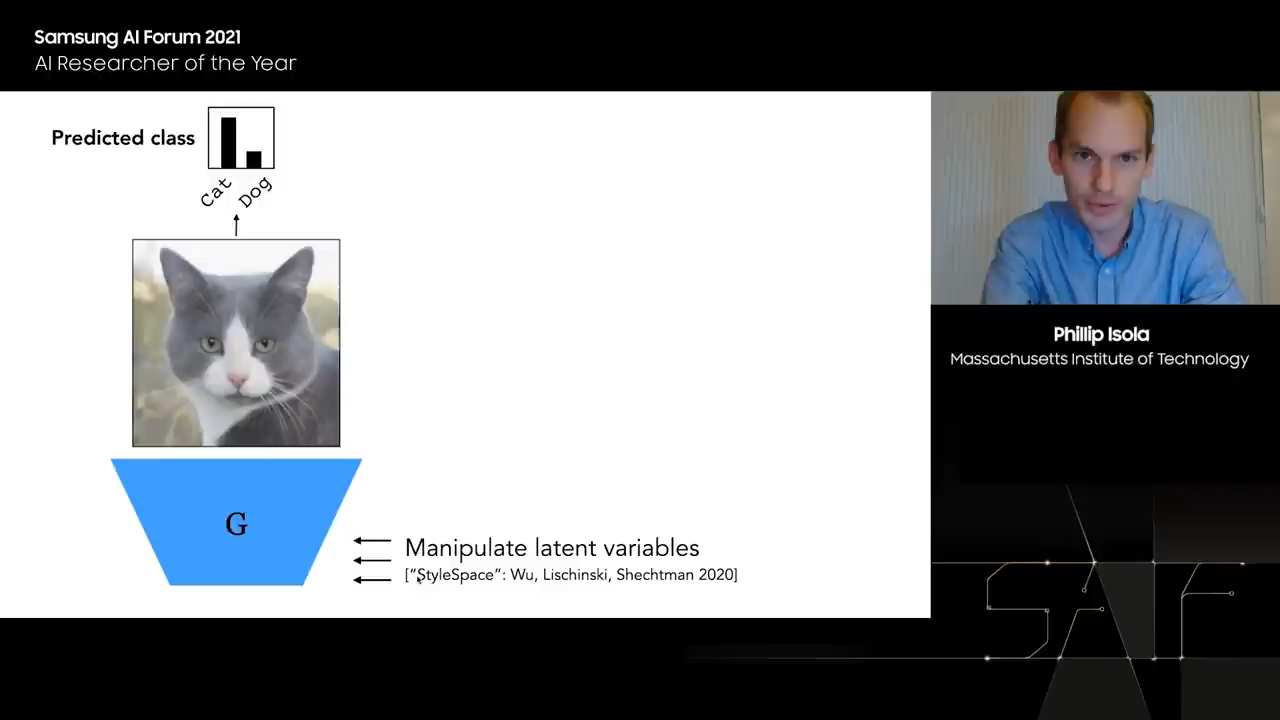 Samsung AI Forum 2021
AI Researcher of the Year
Predicted class
Cat
Dog
G
Manipulate latent variables
[“StyleSpace”: Wu, Lischinski, Shechtman 2020]
Phillip Isola
Massachusetts Institute of Technology
SAF